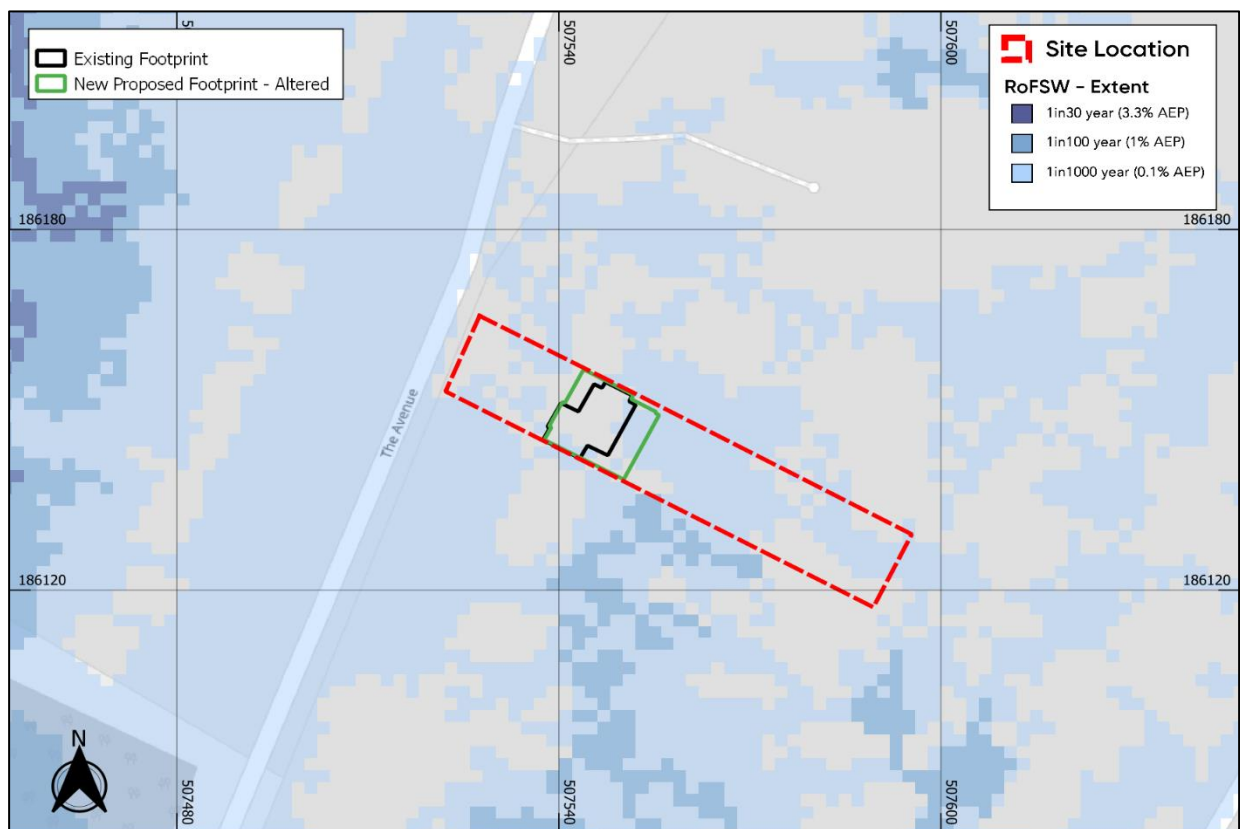 Existing Footprint
New Proposed Footprint - Altered
507540
507600
Site Location
RoFSW - Extent
1in30 year (3.3% AEP)
1in100 year (1% AEP)
1in1000 year (0.1% AEP)
186180
186180
The Avenue
186120
186120
N
507480
507540
507600